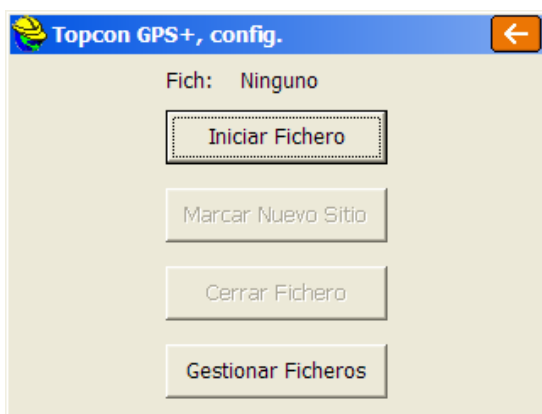 Topcon GPS+, config.
Fich: Ninguno
Iniciar Fichero
Marcar Nuevo Sitio
Cerrar Fichero
Gestionar Ficheros